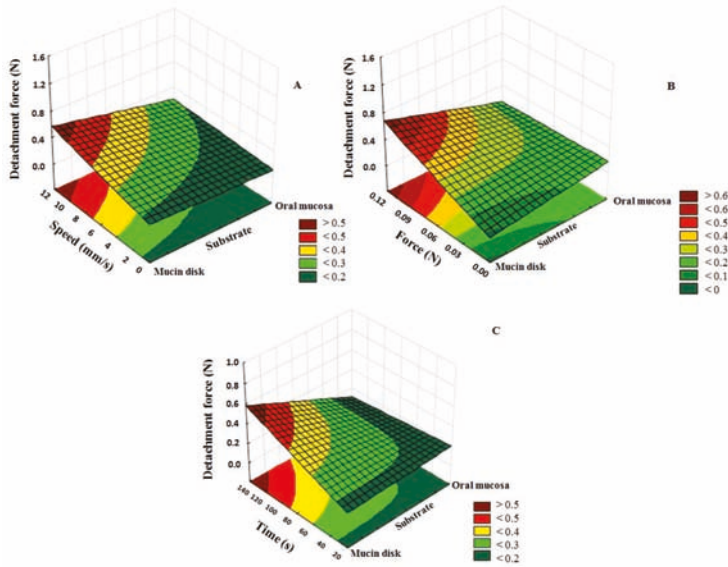 A
Detachment force (N)
1.6
1.2
0.8
0.4
0.0
12
10
8
6
4
2
0
Speed (mm/s)
Mucin disk
Substrate
Oral mucosa
> 0.5
< 0.5
< 0.4
< 0.3
< 0.2
B
Detachment force (N)
1.6
1.2
0.8
0.4
0.0
0.12
0.09
0.06
0.03
0.00
Force (N)
Mucin disk
Substrate
Oral mucosa
> 0.6
< 0.6
< 0.5
< 0.4
< 0.3
< 0.2
< 0.1
< 0
C
Detachment force (N)
1.0
0.8
0.6
0.4
0.2
0.0
140
120
100
80
60
40
20
Time (s)
Mucin disk
Substrate
Oral mucosa
> 0.5
< 0.5
< 0.4
< 0.3
< 0.2